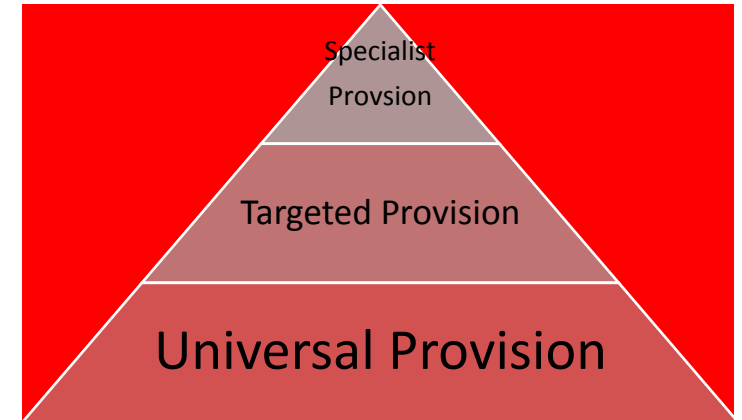 Specialist
Provsion
Targeted Provision
Universal Provision